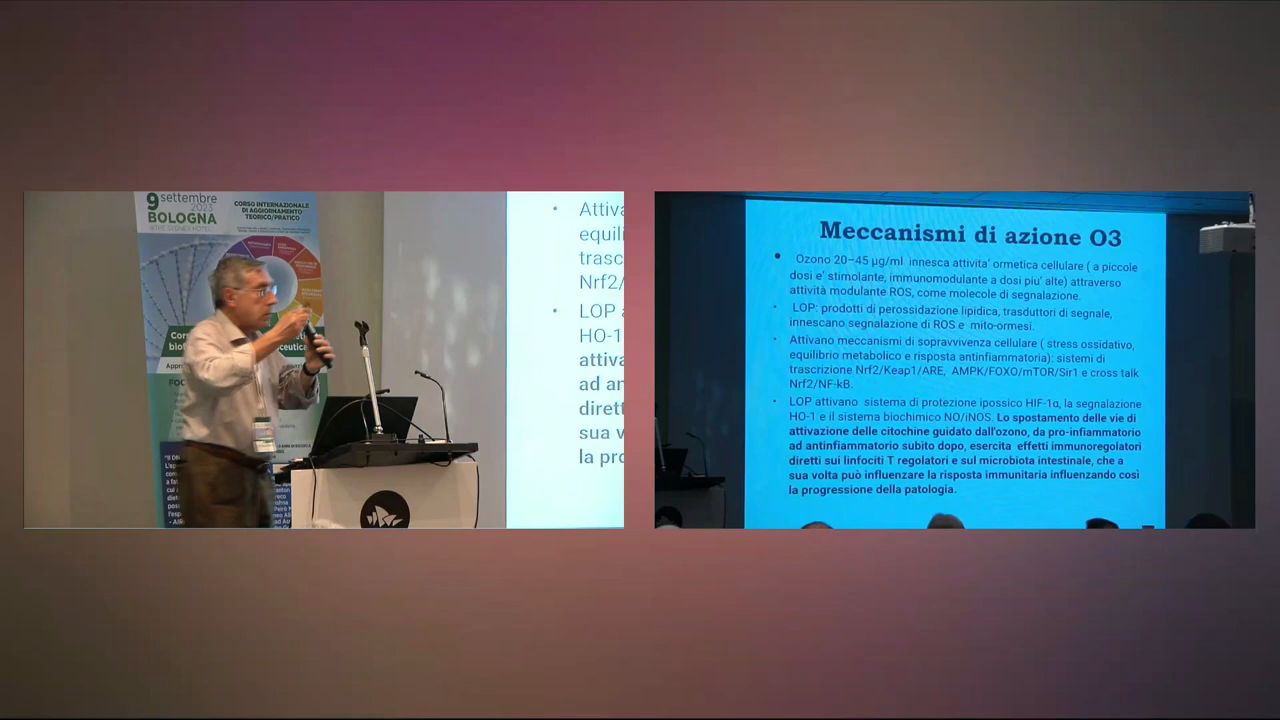 9 settembre
2023
BOLOGNA
CORSO INTERNAZIONALE
DI AGGIORNAMENTO
TEORICO/PRATICO
• Attiva
equili
trasc
Nrf2/
• LOP a
HO-1
attiva
ad an
dirett
sua v
la pro
Meccanismi di azione O3
• Ozono 20–45 µg/ml innesca attivita' ormetica cellulare ( a piccole
dosi e' stimolante, immunomodulante a dosi piu' alte) attraverso
attività modulante ROS, come molecole di segnalazione.
• LOP: prodotti di perossidazione lipidica, trasduttori di segnale,
innescano segnalazione di ROS e mito-ormesi.
• Attivano meccanismi di sopravvivenza cellulare ( stress ossidativo,
equilibrio metabolico e risposta antinfiammatoria): sistemi di
trascrizione Nrf2/Keap1/ARE, AMPK/FOXO/mTOR/Sir1 e cross talk
Nrf2/NF-kB.
• LOP attivano sistema di protezione ipossico HIF-1α, la segnalazione
HO-1 e il sistema biochimico NO/iNOS. Lo spostamento delle vie di
attivazione delle citochine guidato dall'ozono, da pro-infiammatorio
ad antinfiammatorio subito dopo, esercita effetti immunoregolatori
diretti sui linfociti T regolatori e sul microbiota intestinale, che a
sua volta può influenzare la risposta immunitaria influenzando così
la progressione della patologia.